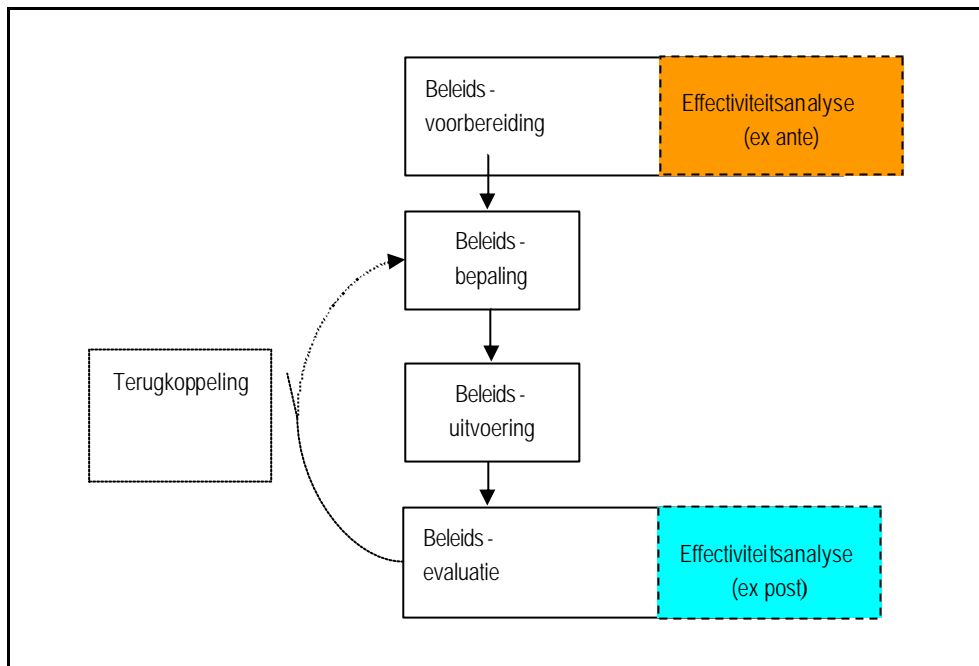 Beleids -
voorbereiding
Effectiviteitsanalyse
(ex ante)
Beleids -
bepaling
Terugkoppeling
Beleids -
uitvoering
Beleids -
evaluatie
Effectiviteitsanalyse
(ex post)